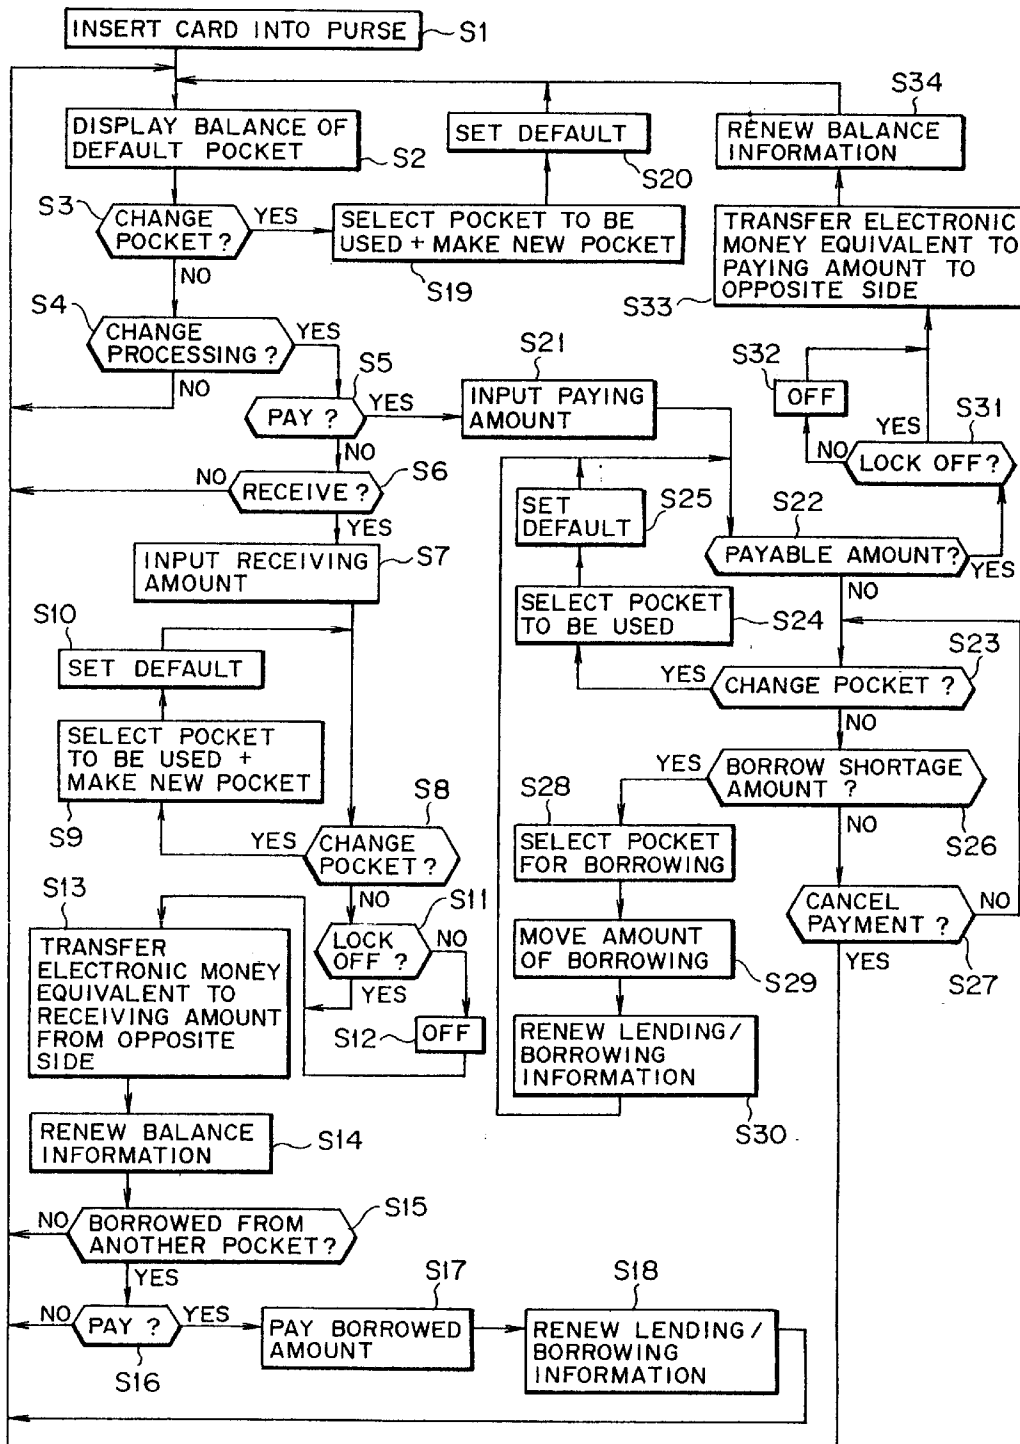 INSERT CARD INTO PURSE
S1
DISPLAY BALANCE OF
DEFAULT POCKET
S2
SET DEFAULT
S20
S34
RENEW BALANCE
INFORMATION
S3
CHANGE
POCKET ?
YES
NO
SELECT POCKET TO BE
USED + MAKE NEW POCKET
S19
TRANSFER ELECTRONIC
MONEY EQUIVALENT TO
PAYING AMOUNT TO
OPPOSITE SIDE
S33
S4
CHANGE
PROCESSING ?
YES
NO
S5
PAY ?
YES
NO
S21
INPUT PAYING
AMOUNT
S32
OFF
YES
NO
S31
LOCK OFF ?
NO
S6
RECEIVE ?
YES
S25
SET
DEFAULT
S22
PAYABLE AMOUNT?
YES
NO
INPUT RECEIVING
AMOUNT
S7
SELECT POCKET
TO BE USED
S24
S10
SET DEFAULT
S23
YES
CHANGE POCKET ?
NO
SELECT POCKET
TO BE USED +
MAKE NEW POCKET
S9
YES
S8
CHANGE
POCKET ?
NO
YES
BORROW SHORTAGE
AMOUNT ?
S26
NO
S28
SELECT POCKET
FOR BORROWING
S13
S11
LOCK
OFF ?
NO
YES
CANCEL
PAYMENT ?
NO
S27
YES
MOVE AMOUNT
OF BORROWING
S29
TRANSFER
ELECTRONIC MONEY
EQUIVALENT TO
RECEIVING AMOUNT
FROM OPPOSITE
SIDE
S12
OFF
RENEW LENDING /
BORROWING
INFORMATION
S30
RENEW BALANCE
INFORMATION
S14
NO
BORROWED FROM
ANOTHER POCKET?
S15
YES
NO
PAY ?
YES
S16
S17
PAY BORROWED
AMOUNT
S18
RENEW LENDING /
BORROWING
INFORMATION